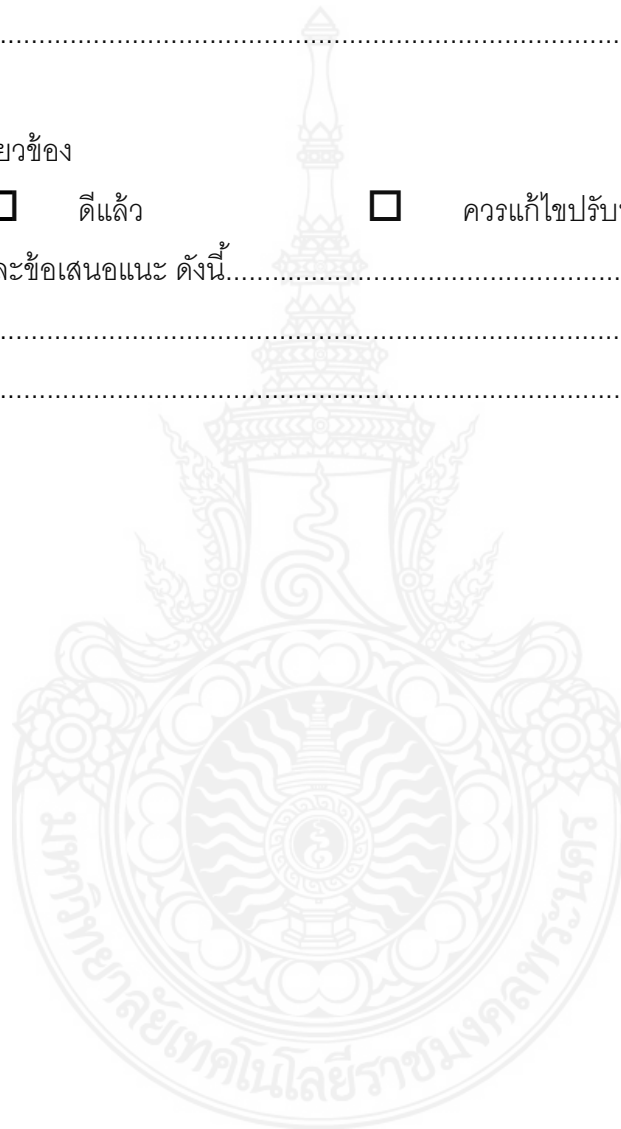 ..........................................................................................
ยวข้อง
☐ ดีแล้ว ☐ ควรแก้ไขปรับ
ละข้อเสนอแนะ ดังนี้..........................................................
..........................................................................................
..........................................................................................
มหาวิทยาลัยเทคโนโลยีราชมงคลพระนคร